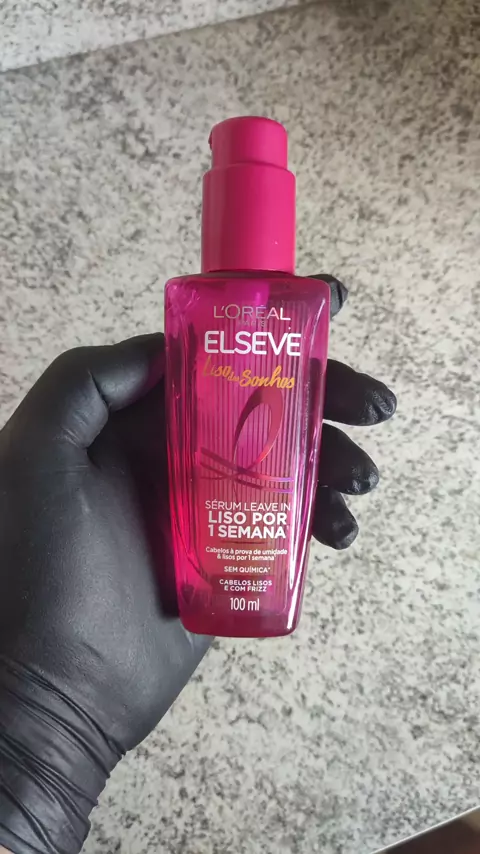 L'ORÉAL
ELSEVE
Liso dos Sonhos
SÉRUM LEAVE IN
LISO POR
1 SEMANA*
Cabelos à prova de umidade
& lisos por 1 semana*
SEM QUÍMICA*
CABELOS LISOS
E COM FRIZZ
100 ml